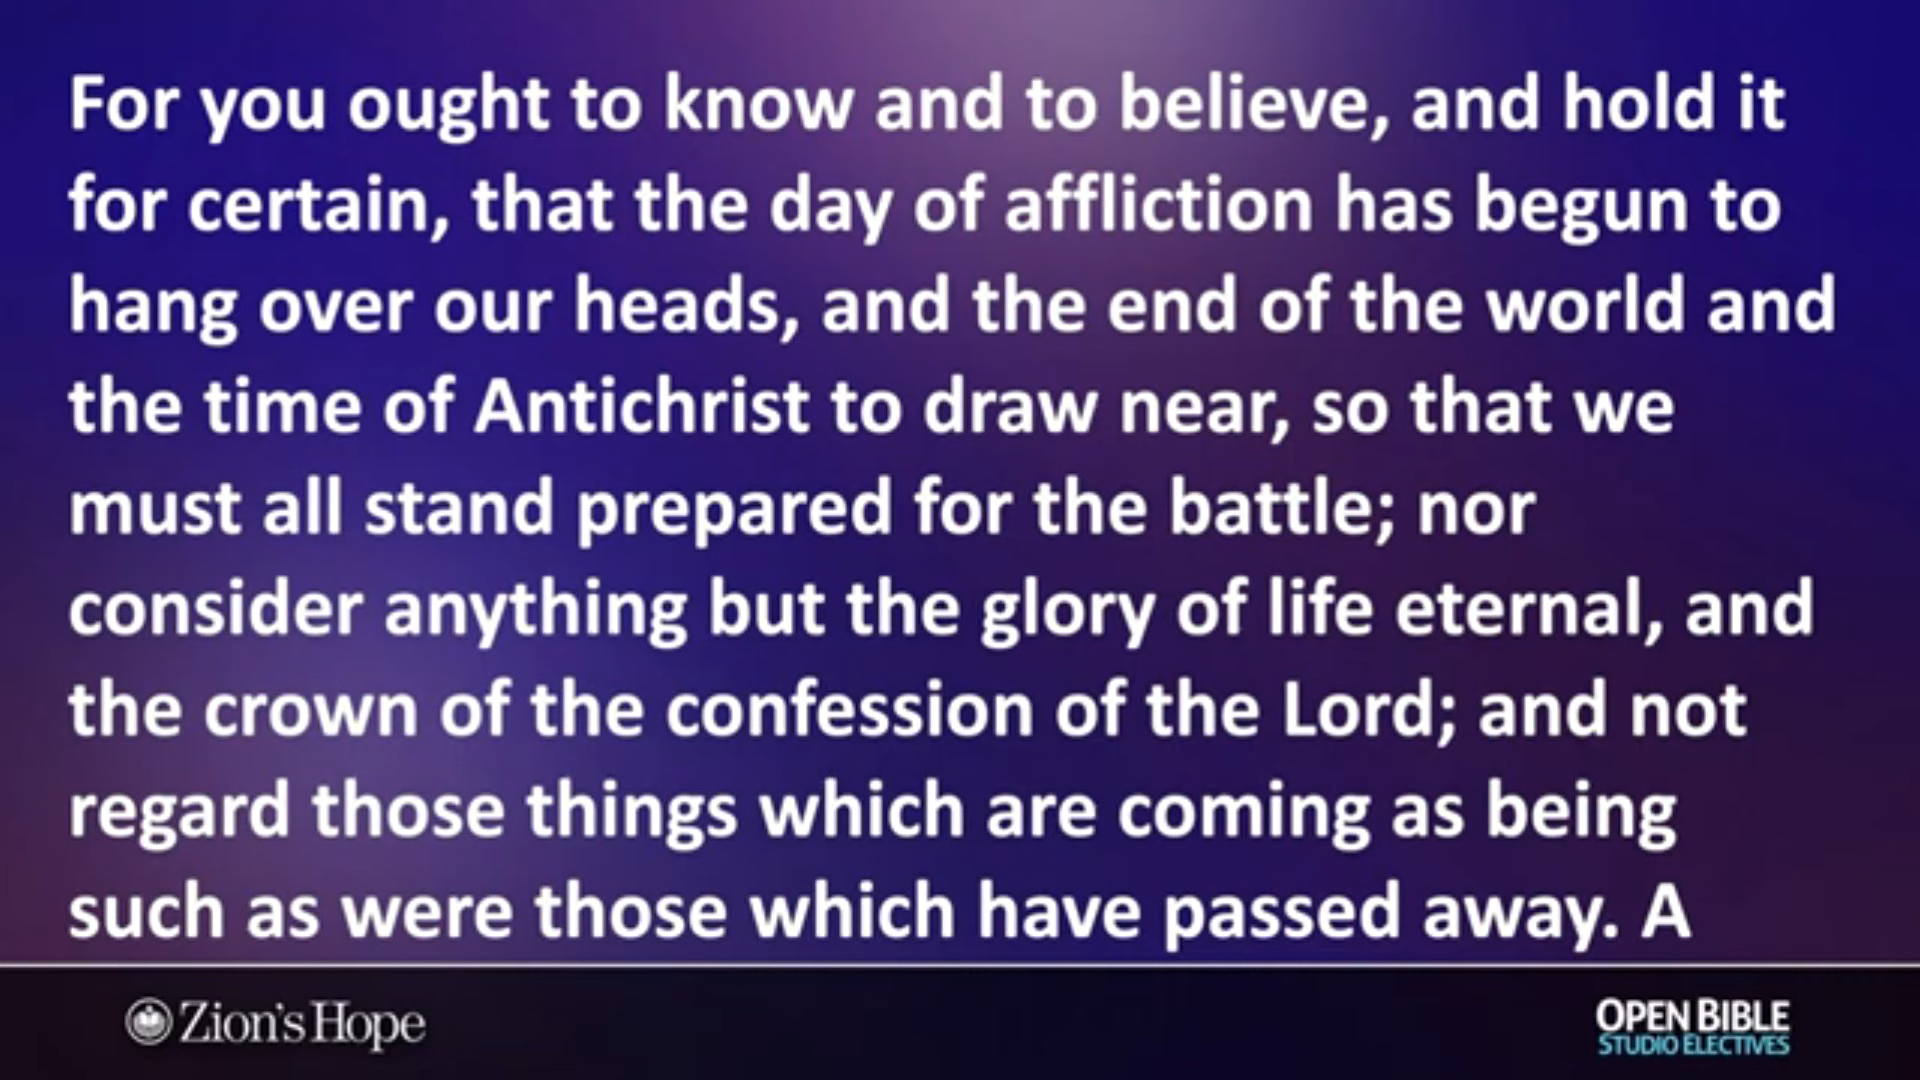 For you ought to know and to believe, and hold it
for certain, that the day of affliction has begun to
hang over our heads, and the end of the world and
the time of Antichrist to draw near, so that we
must all stand prepared for the battle; nor
consider anything but the glory of life eternal, and
the crown of the confession of the Lord; and not
regard those things which are coming as being
such as were those which have passed away. A
Zion's Hope
OPEN BIBLE
STUDIO ELECTIVES